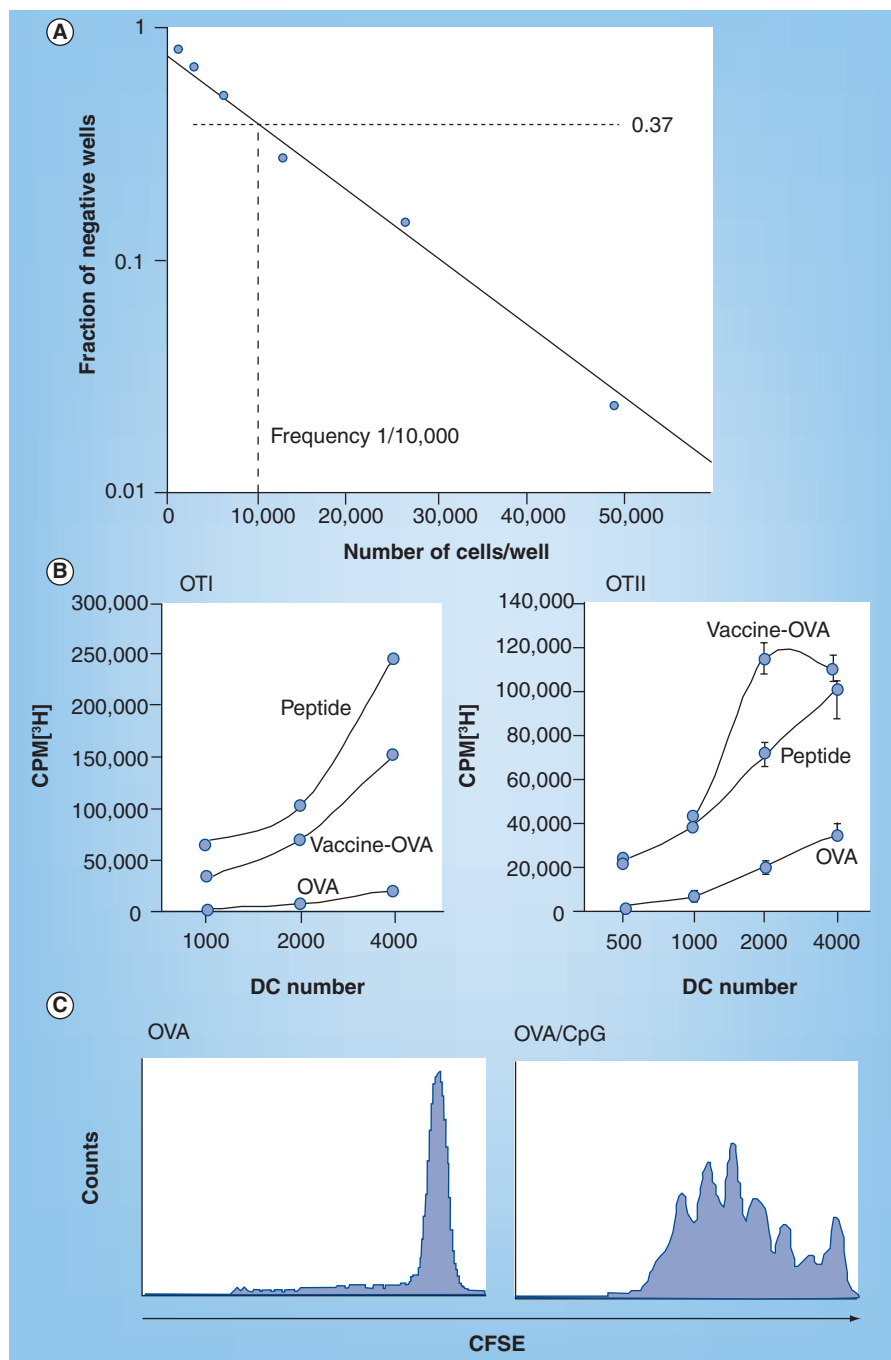 A
1
0.1
0.01
Fraction of negative wells
0.37
Frequency 1/10,000
0 10,000 20,000 30,000 40,000 50,000
Number of cells/well
B
OTI
300,000
250,000
200,000
150,000
100,000
50,000
0
CPM[³H]
Peptide
Vaccine-OVA
OVA
1000 2000 4000
DC number
OTII
140,000
120,000
100,000
80,000
60,000
40,000
20,000
0
CPM[³H]
Vaccine-OVA
Peptide
OVA
500 1000 2000 4000
DC number
C
OVA
OVA/CpG
Counts
CFSE